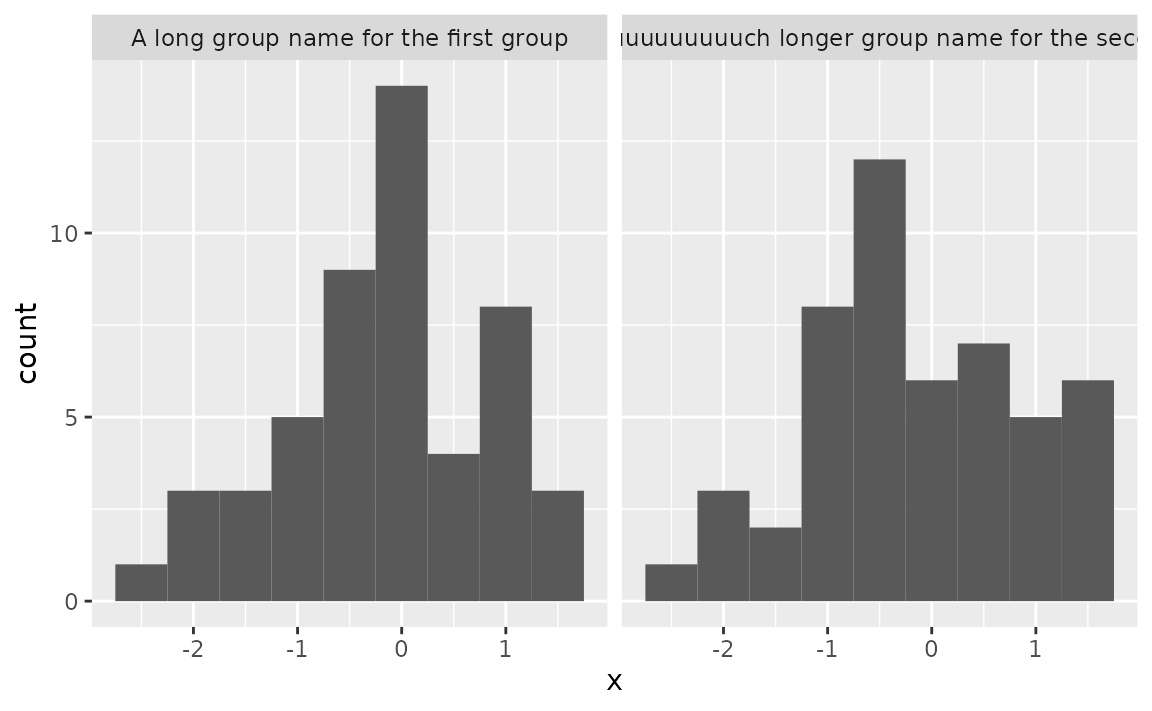 A long group name for the first group
uuuuuuuuch longer group name for the sec
count
10
5
0
-2 -1 0 1
-2 -1 0 1
x